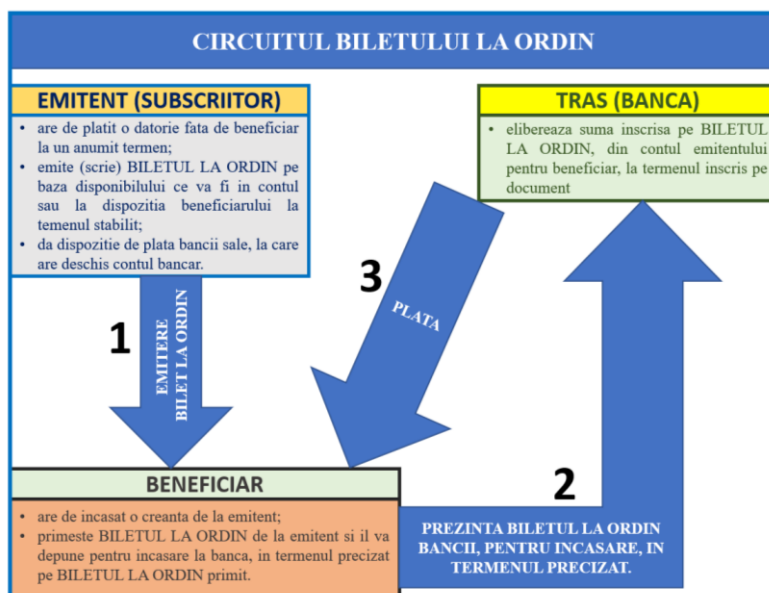 CIRCUITUL BILETULUI LA ORDIN
EMITENT (SUBSCRIITOR)
• are de platit o datorie fata de beneficiar
la un anumit termen;
• emite (scrie) BILETUL LA ORDIN pe
baza disponibilului ce va fi in contul
sau la dispozitia beneficiarului la
temenul stabilit;
• da dispozitie de plata bancii sale, la care
are deschis contul bancar.
TRAS (BANCA)
• elibereaza suma inscrisa pe BILETUL
LA ORDIN, din contul emitentului
pentru beneficiar, la termenul inscris pe
document
1
EMITERE
BILET LA ORDIN
3
PLATA
BENEFICIAR
• are de incasat o creanta de la emitent;
• primeste BILETUL LA ORDIN de la emitent si il va
depune pentru incasare la banca, in termenul precizat
pe BILETUL LA ORDIN primit.
2
PREZINTA BILETUL LA ORDIN
BANCII, PENTRU INCASARE, IN
TERMENUL PRECIZAT.